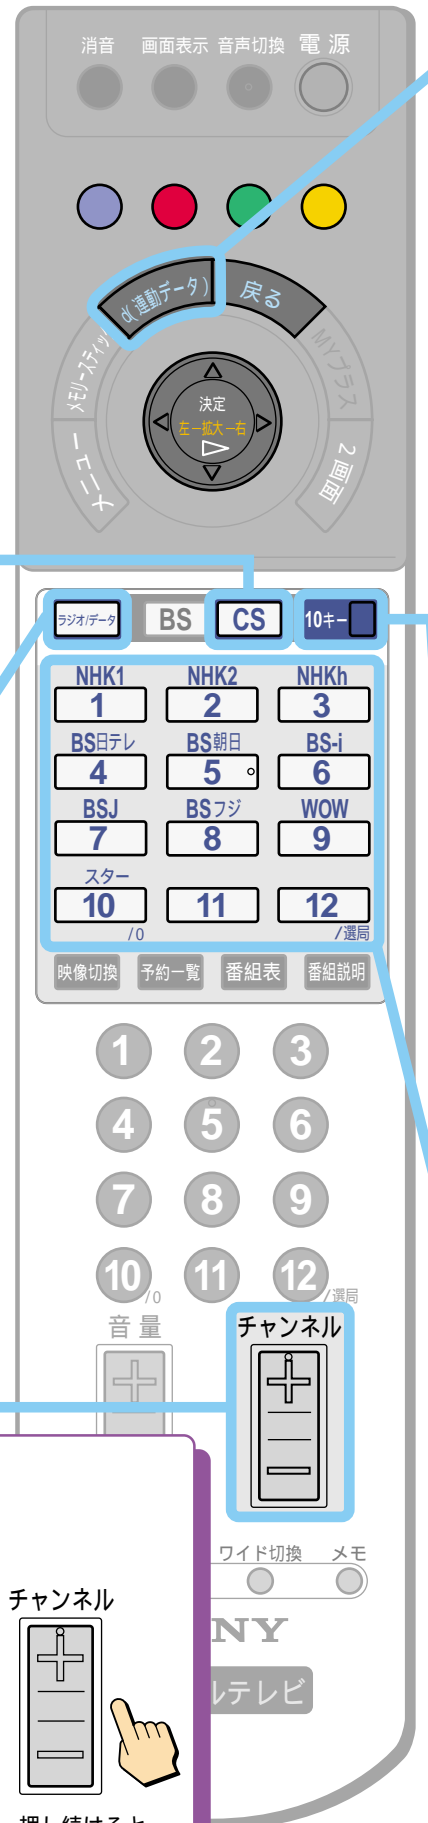 消音 画面表示 音声切換 電源
d(連動データ) 戻る
メモリースティック MYプラス
決定
左－拡大－右
メニュー 2画面
ラジオ/データ BS CS 10キー
NHK1 NHK2 NHKh
1 2 3
BS日テレ BS朝日 BS-i
4 5 6
BSJ BSフジ WOW
7 8 9
スター
10 11 12
/0 /選局
映像切換 予約一覧 番組表 番組説明
1 2 3
4 5 6
7 8 9
10 /0 11 12 /選局
音量 チャンネル
ワイド切換 メモ
NY
ルテレビ
チャンネル
押し続けると